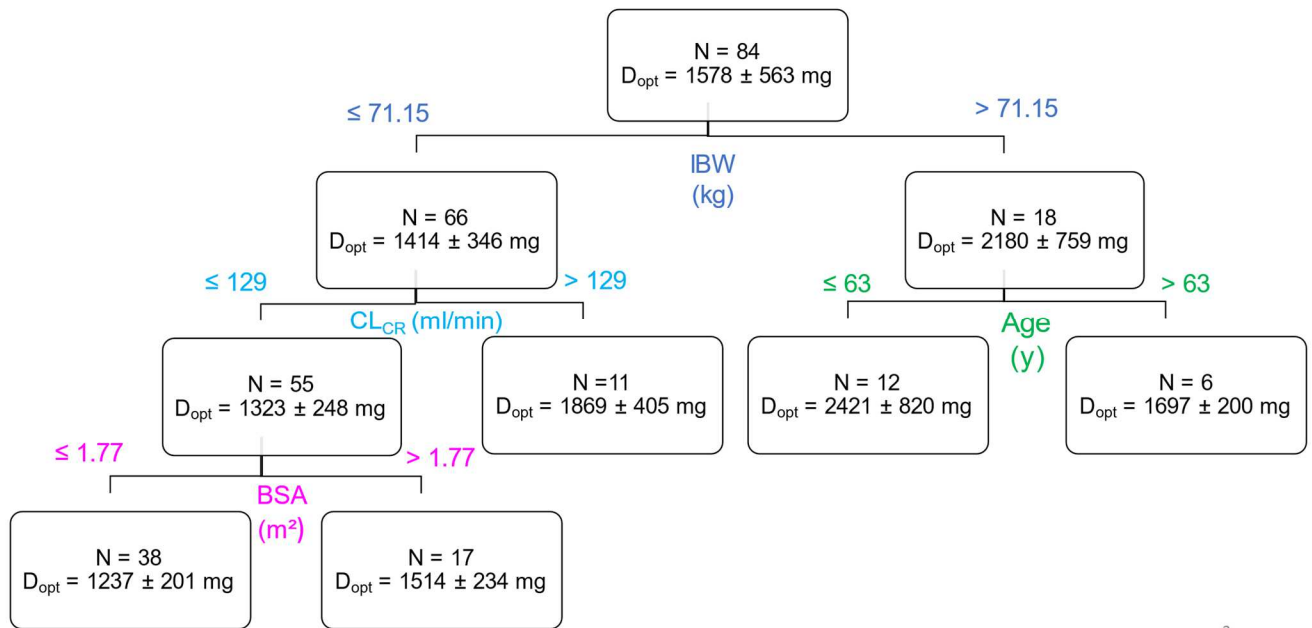 N = 84
Dopt = 1578 ± 563 mg
≤ 71.15
> 71.15
IBW
(kg)
N = 66
Dopt = 1414 ± 346 mg
N = 18
Dopt = 2180 ± 759 mg
≤ 129
> 129
≤ 63
> 63
CLCR (ml/min)
Age
(y)
N = 55
Dopt = 1323 ± 248 mg
N =11
Dopt = 1869 ± 405 mg
N = 12
Dopt = 2421 ± 820 mg
N = 6
Dopt = 1697 ± 200 mg
≤ 1.77
> 1.77
BSA
(m²)
N = 38
Dopt = 1237 ± 201 mg
N = 17
Dopt = 1514 ± 234 mg